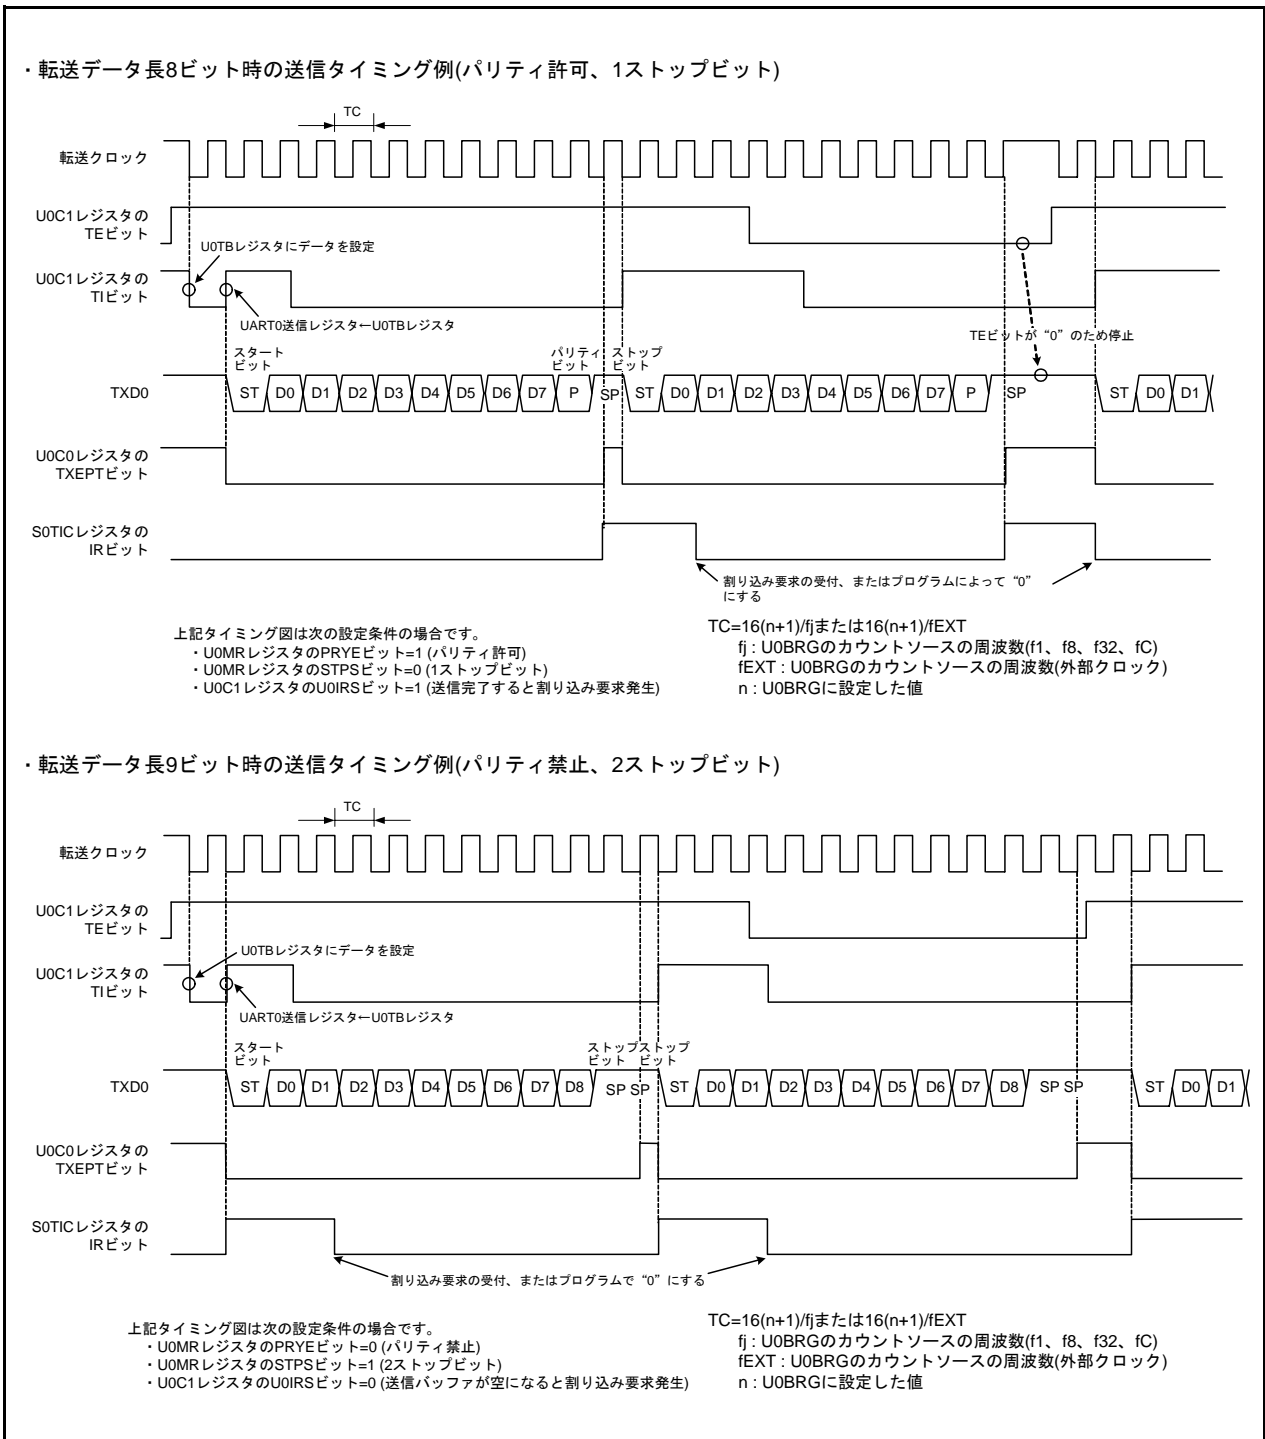 ・転送データ長8ビット時の送信タイミング例(パリティ許可、1ストップビット)
TC
転送クロック
U0C1レジスタの
TEビット
U0TBレジスタにデータを設定
U0C1レジスタの
TIビット
UART0送信レジスタ←U0TBレジスタ
TEビットが“0”のため停止
スタート
ビット
パリティ
ビット
ストップ
ビット
TXD0
ST D0 D1 D2 D3 D4 D5 D6 D7 P SP ST D0 D1 D2 D3 D4 D5 D6 D7 P SP ST D0 D1
U0C0レジスタの
TXEPTビット
S0TICレジスタの
IRビット
割り込み要求の受付、またはプログラムによって“0”
にする
上記タイミング図は次の設定条件の場合です。
・U0MRレジスタのPRYEビット=1 (パリティ許可)
・U0MRレジスタのSTPSビット=0 (1ストップビット)
・U0C1レジスタのU0IRSビット=1 (送信完了すると割り込み要求発生)
TC=16(n+1)/fjまたは16(n+1)/fEXT
fj : U0BRGのカウントソースの周波数(f1、f8、f32、fC)
fEXT : U0BRGのカウントソースの周波数(外部クロック)
n : U0BRGに設定した値
・転送データ長9ビット時の送信タイミング例(パリティ禁止、2ストップビット)
TC
転送クロック
U0C1レジスタの
TEビット
U0TBレジスタにデータを設定
U0C1レジスタの
TIビット
UART0送信レジスタ←U0TBレジスタ
スタート
ビット
ストップ
ビット
ストップ
ビット
TXD0
ST D0 D1 D2 D3 D4 D5 D6 D7 D8 SP SP ST D0 D1 D2 D3 D4 D5 D6 D7 D8 SP SP ST D0 D1
U0C0レジスタの
TXEPTビット
S0TICレジスタの
IRビット
割り込み要求の受付、またはプログラムで“0”にする
上記タイミング図は次の設定条件の場合です。
・U0MRレジスタのPRYEビット=0 (パリティ禁止)
・U0MRレジスタのSTPSビット=1 (2ストップビット)
・U0C1レジスタのU0IRSビット=0 (送信バッファが空になると割り込み要求発生)
TC=16(n+1)/fjまたは16(n+1)/fEXT
fj : U0BRGのカウントソースの周波数(f1、f8、f32、fC)
fEXT : U0BRGのカウントソースの周波数(外部クロック)
n : U0BRGに設定した値